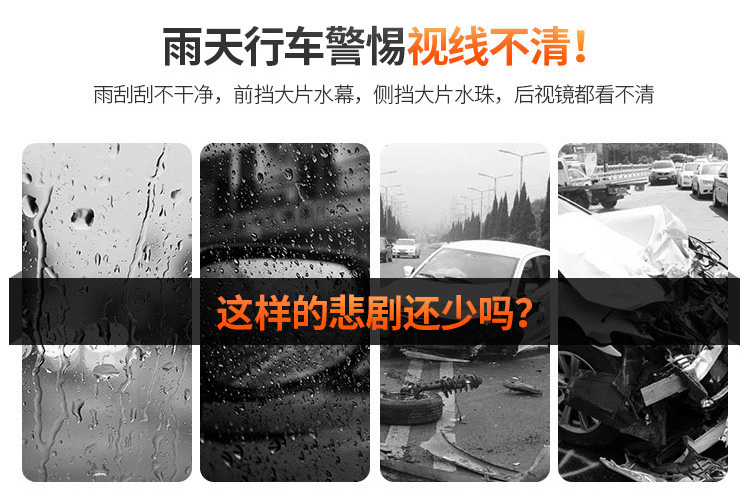 雨天行车警惕视线不清！
雨刮刮不干净，前挡大片水幕，侧挡大片水珠，后视镜都看不清
这样的悲剧还少吗？